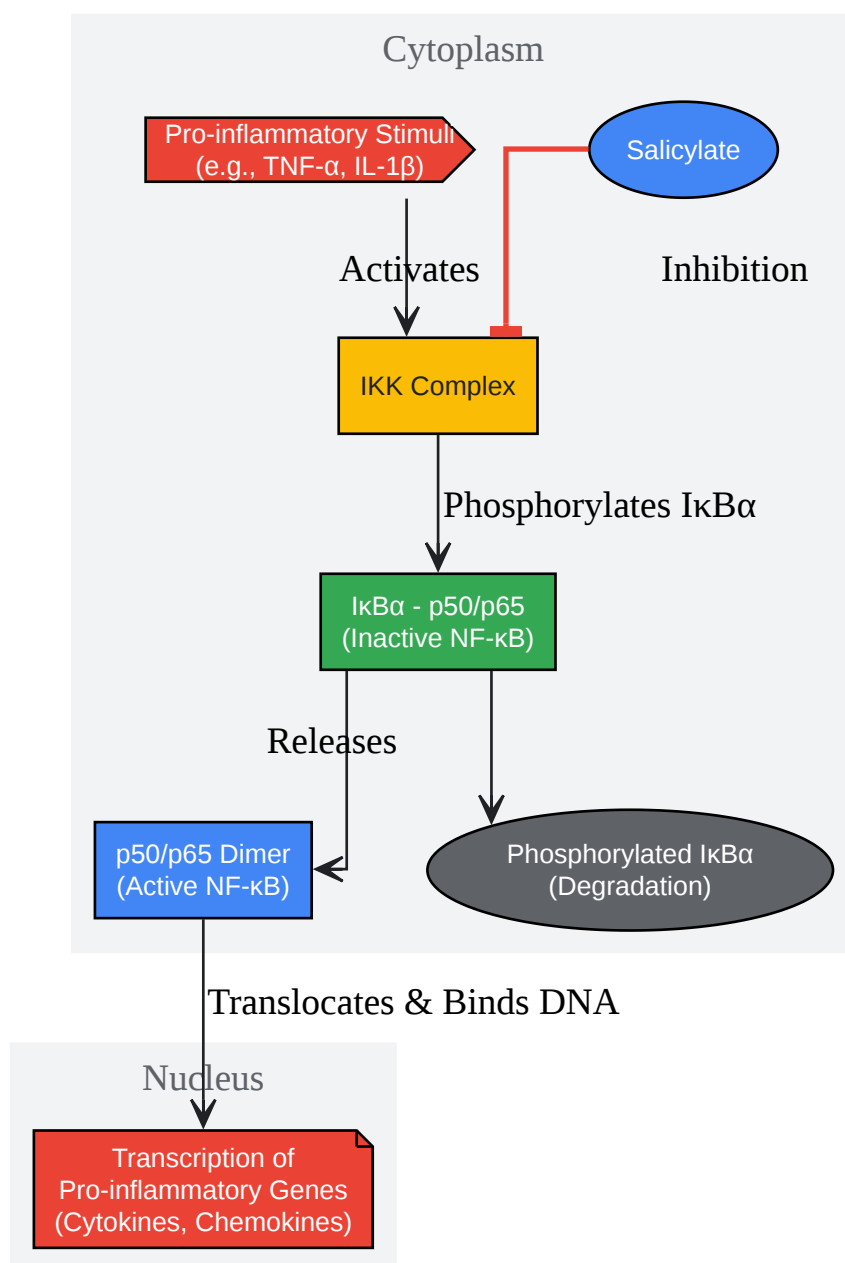 Cytoplasm
Pro-inflammatory Stimuli
(e.g., TNF-α, IL-1β)
Salicylate
Activates
Inhibition
IKK Complex
Phosphorylates IκBα
IκBα - p50/p65
(Inactive NF-κB)
Releases
p50/p65 Dimer
(Active NF-κB)
Phosphorylated IκBα
(Degradation)
Translocates & Binds DNA
Nucleus
Transcription of
Pro-inflammatory Genes
(Cytokines, Chemokines)